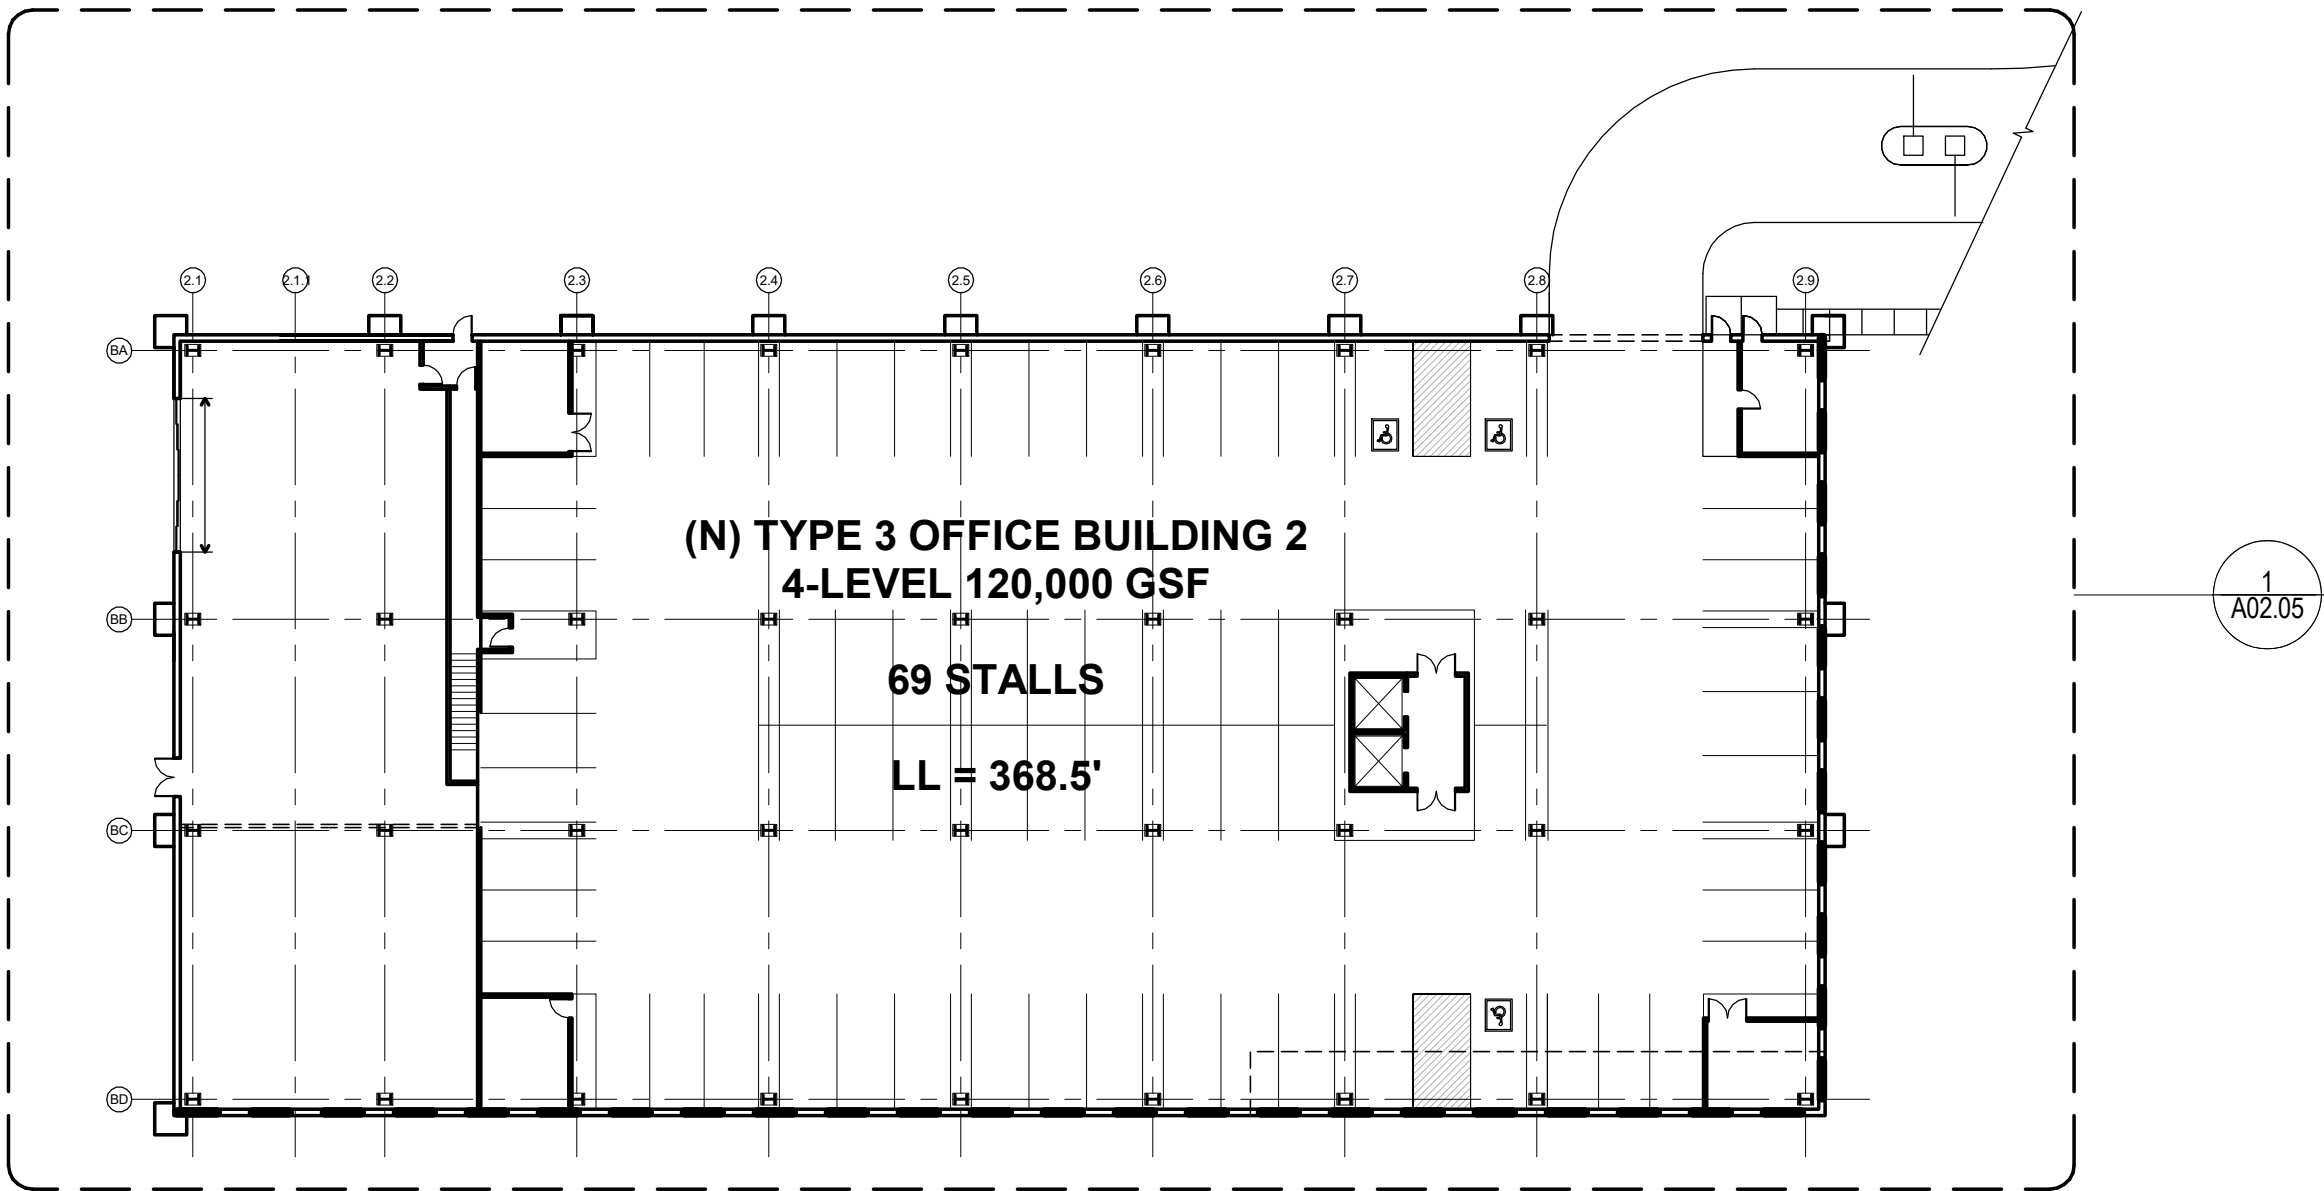 2.1
2.1.1
2.2
2.3
2.4
2.5
2.6
2.7
2.8
2.9
BA
(N) TYPE 3 OFFICE BUILDING 2
4-LEVEL 120,000 GSF
1
A02.05
BB
69 STALLS
LL = 368.5'
BC
BD